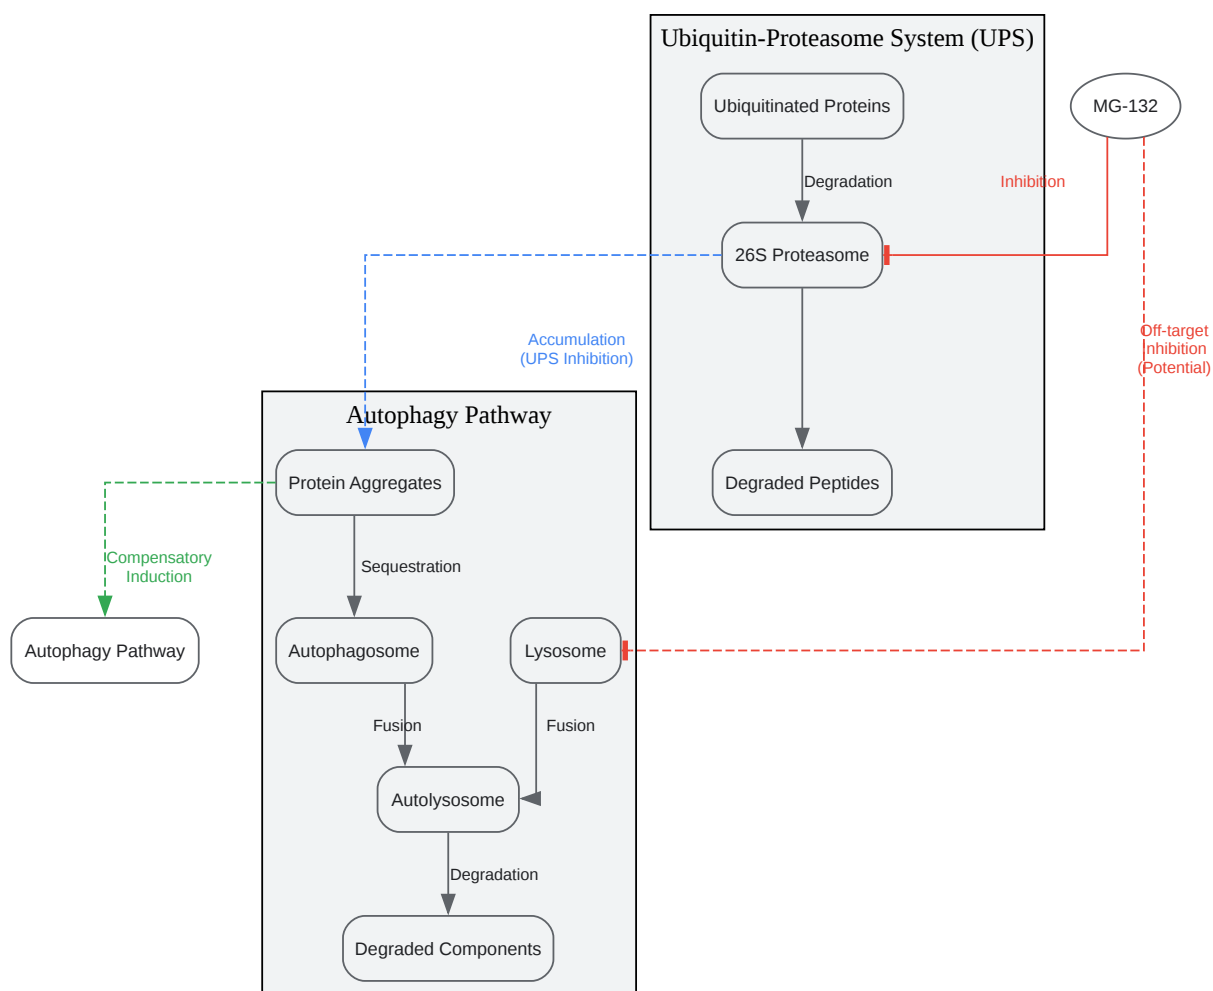 Ubiquitin-Proteasome System (UPS)
Ubiquitinated Proteins
MG-132
Degradation
Inhibition
26S Proteasome
Off-target
Inhibition
(Potential)
Accumulation
(UPS Inhibition)
Autophagy Pathway
Protein Aggregates
Degraded Peptides
Compensatory
Induction
Sequestration
Autophagy Pathway
Autophagosome
Lysosome
Fusion
Fusion
Autolysosome
Degradation
Degraded Components